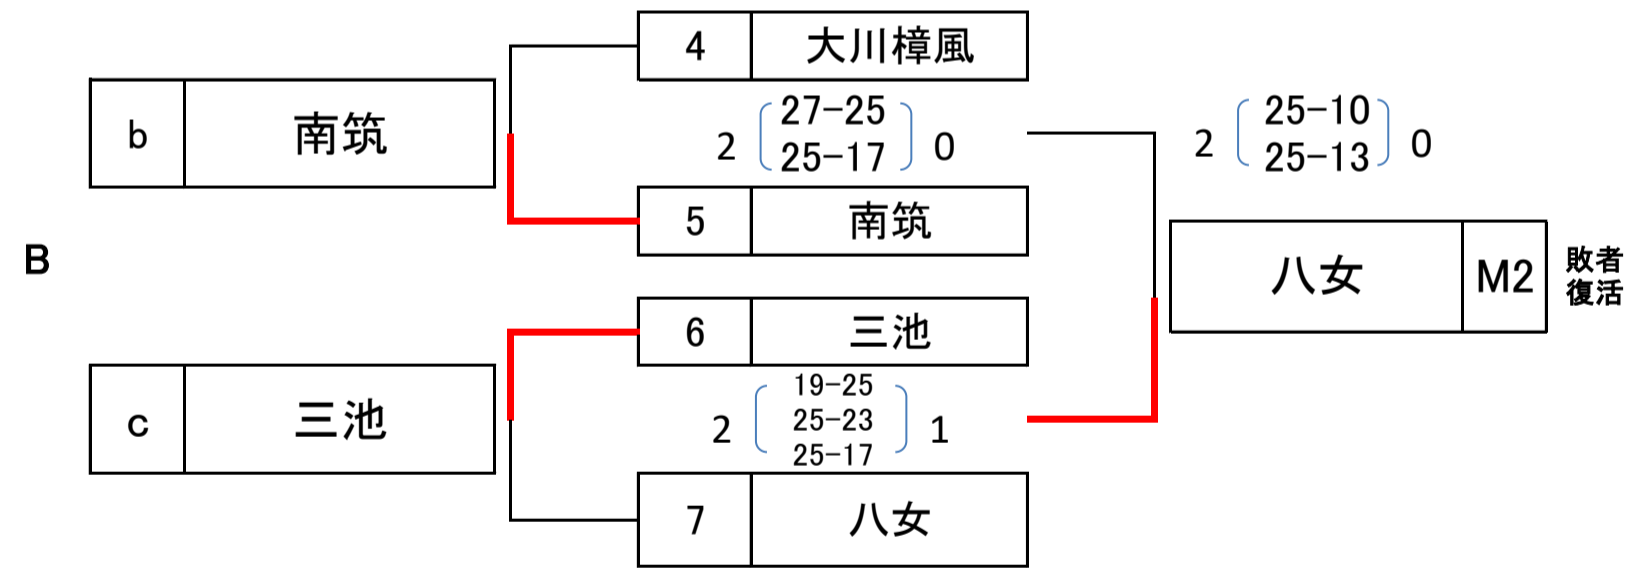 4 大川樟風
b 南筑
2 27-25 0
25-17
2 25-10 0
25-13
5 南筑
B
八女 M2
敗者
復活
6 三池
c 三池
19-25
2 25-23 1
25-17
7 八女